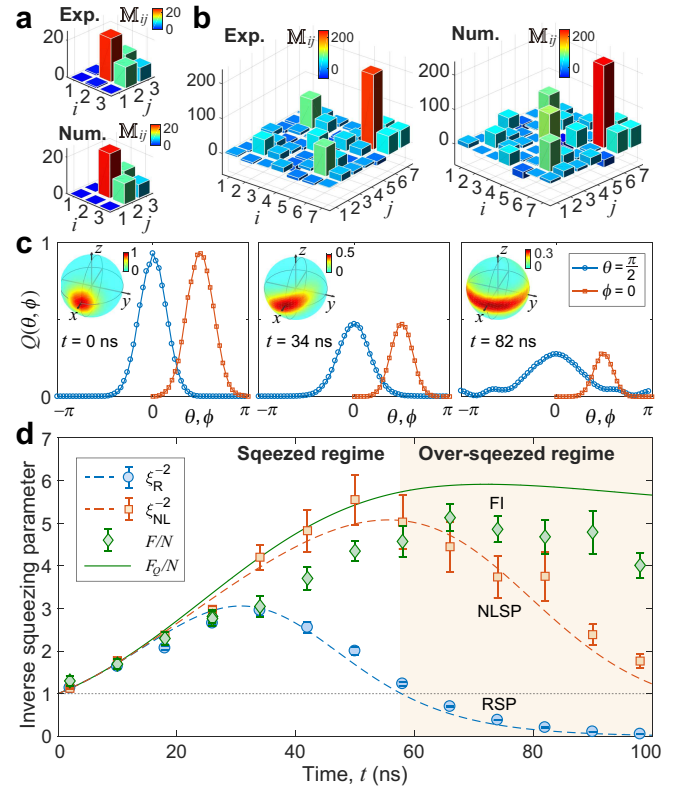 a
Exp.
𝕄ij
20
0
20
0
1 2 3
i
1 2 3
j
Num.
𝕄ij
20
0
20
0
1 2 3
i
1 2 3
j
b
Exp.
𝕄ij
200
0
200
100
0
1 2 3 4 5 6 7
i
1 2 3 4 5 6 7
j
Num.
𝕄ij
200
0
200
100
0
1 2 3 4 5 6 7
i
1 2 3 4 5 6 7
j
c
Q(θ,ϕ)
1
0
z
y
x
1
0
t = 0 ns
−π 0 θ,ϕ π
z
y
x
0.5
0
t = 34 ns
−π 0 θ,ϕ π
z
y
x
0.3
0
t = 82 ns
θ = π/2
ϕ = 0
−π 0 θ,ϕ π
d
Inverse squeezing parameter
Sqeezed regime
Over-sqeezed regime
ξR−2
ξNL−2
F/N
FQ/N
FI
NLSP
RSP
7
6
5
4
3
2
1
0
0 20 40 60 80 100
Time, t (ns)